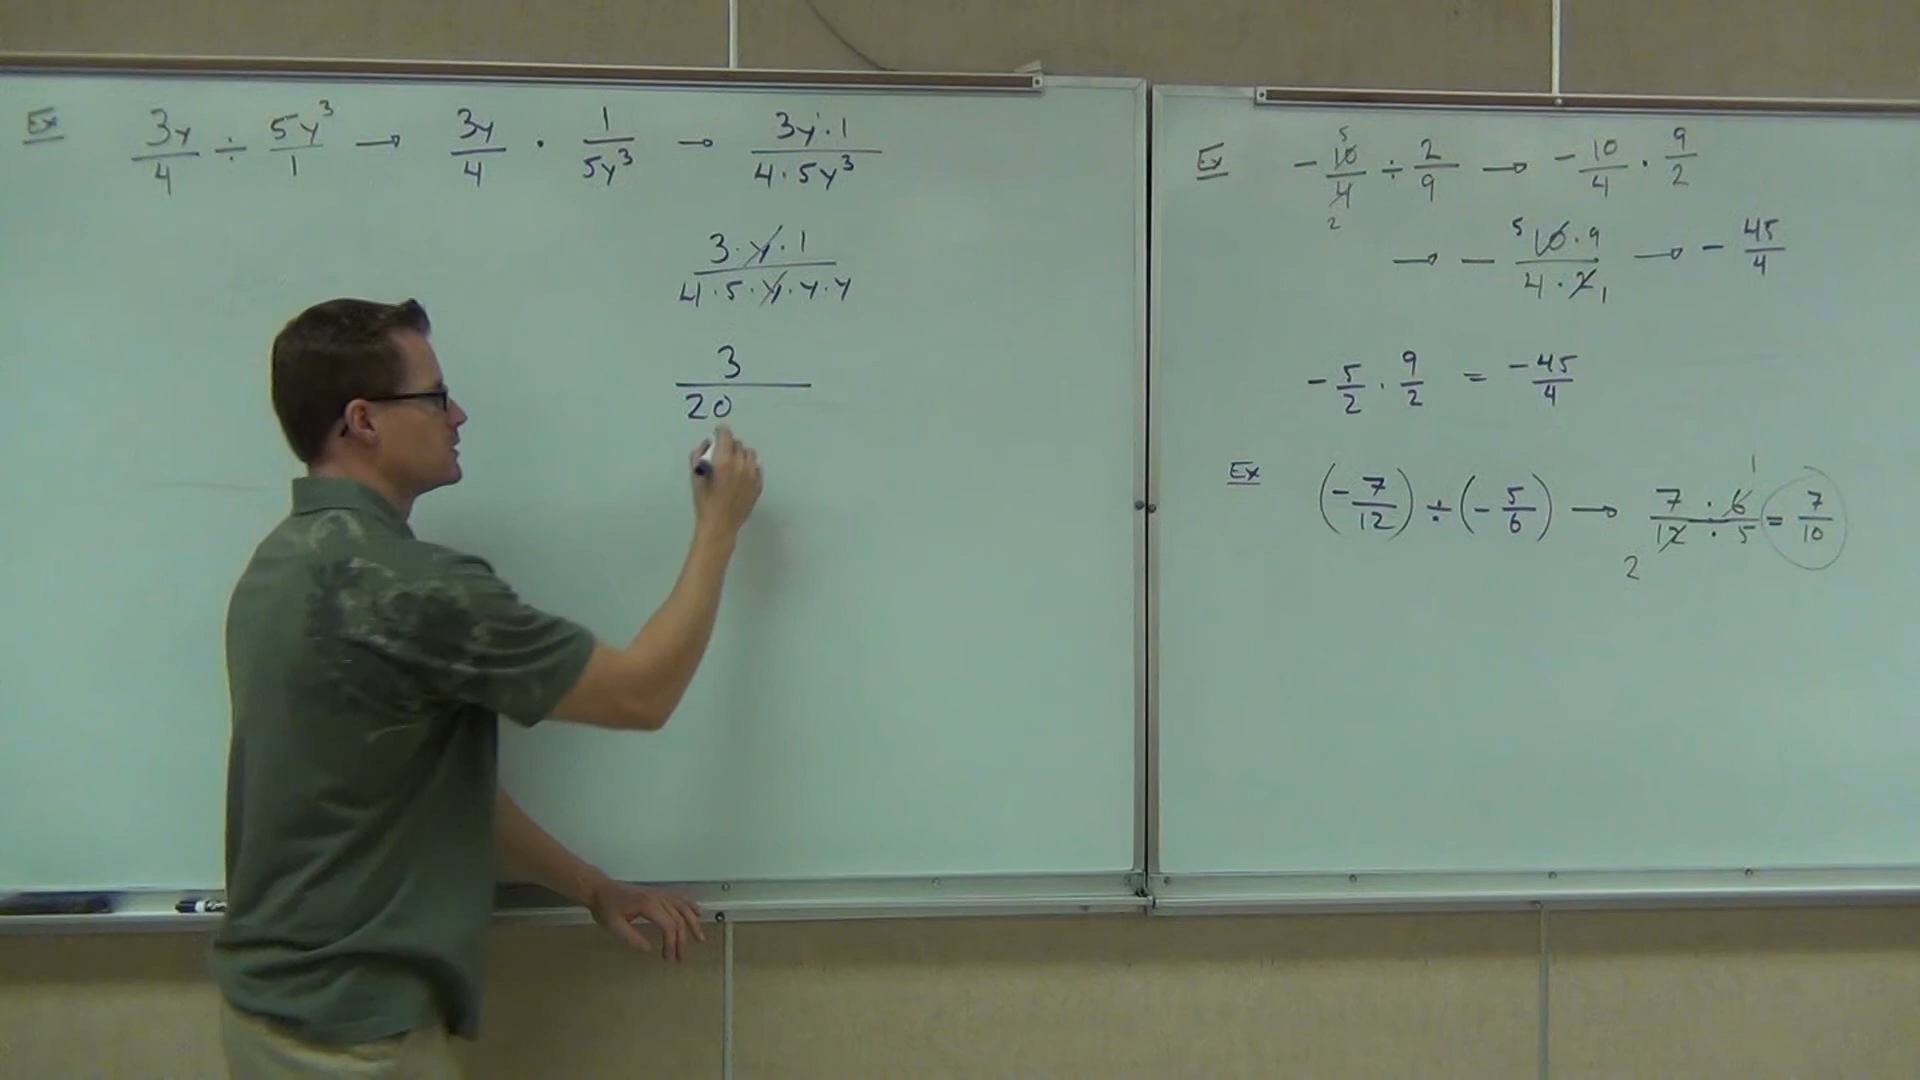 Ex 3y/4 ÷ 5y³/1 → 3y/4 · 1/5y³ → 3y·1/4·5y³
3·y·1/4·5·y·y·y
3/20
Ex -10/4 ÷ 2/9 → -10/4 · 9/2
5
2
→ - 5 10·9/4·2 1 → - 45/4
-5/2 · 9/2 = -45/4
Ex (-7/12) ÷ (-5/6) → 7·6/12·5 = 7/10
1
2